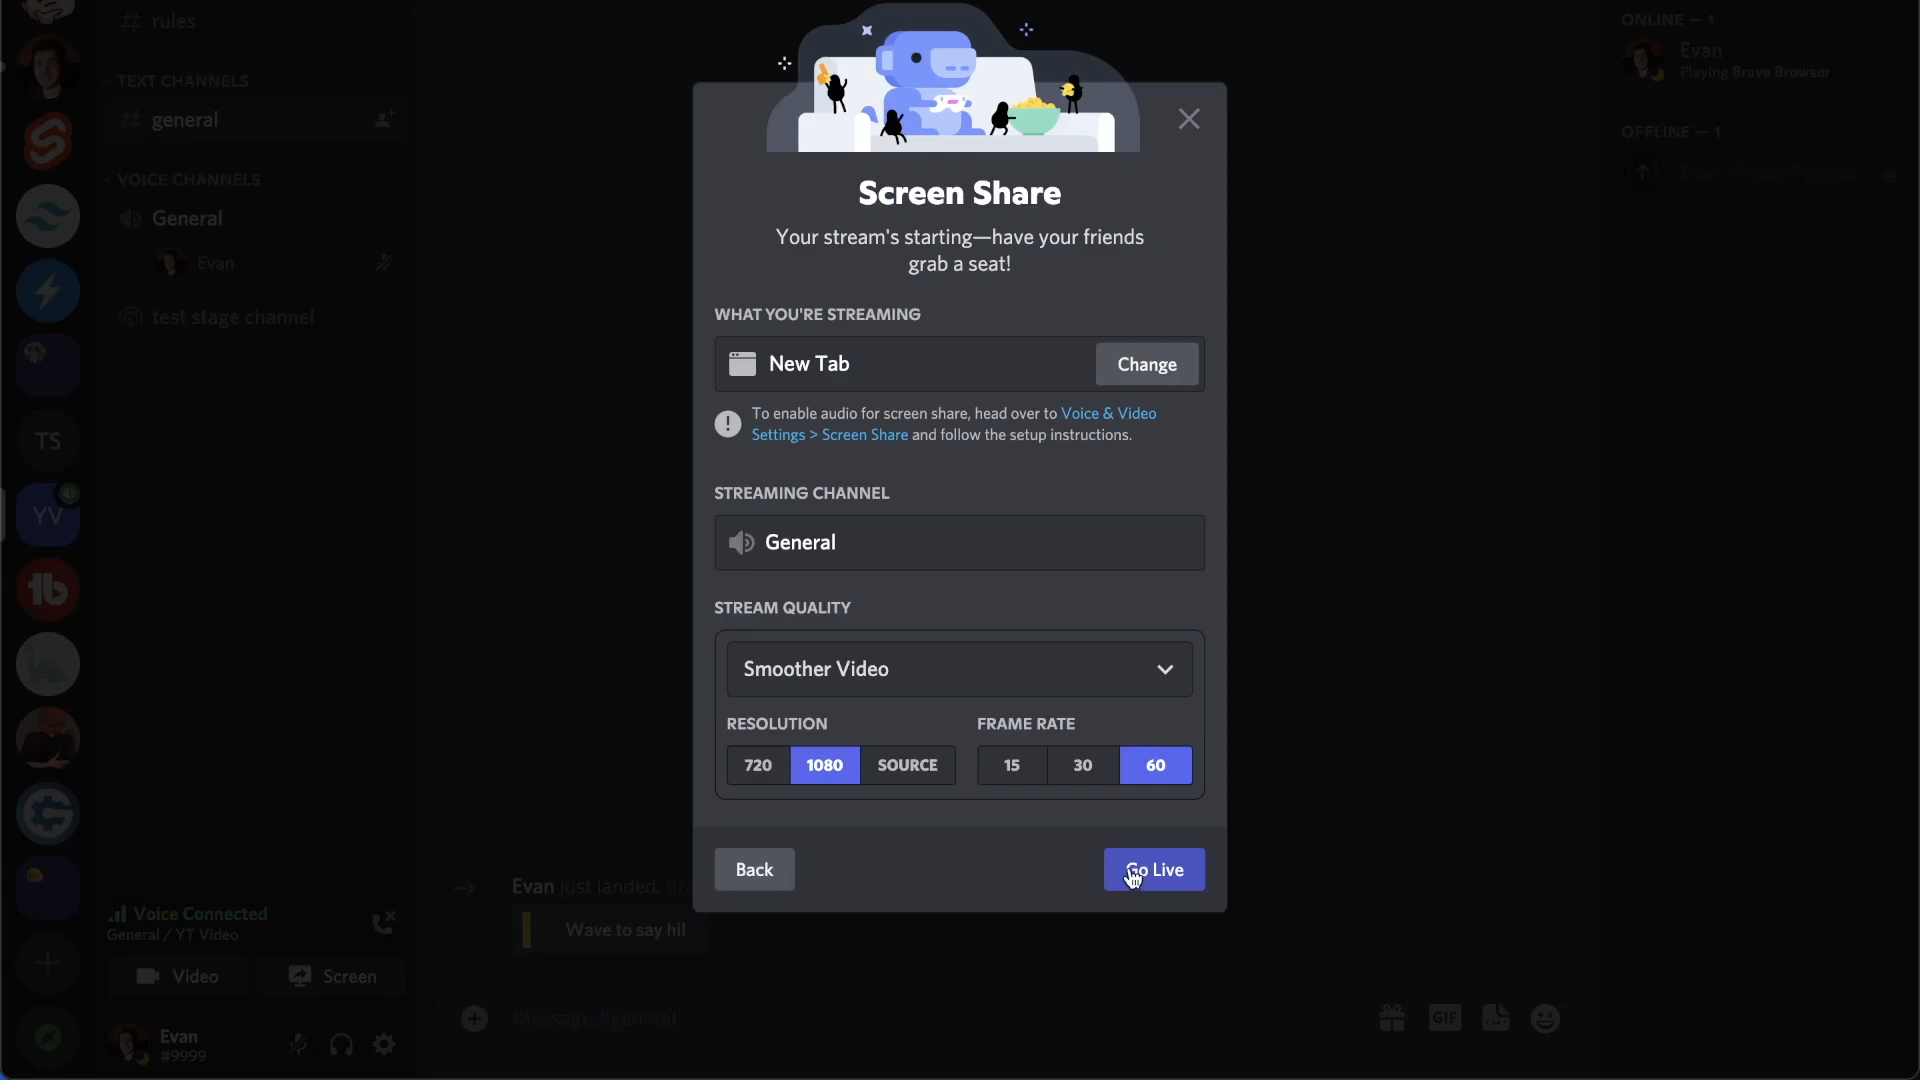 rules
TEXT CHANNELS
general
VOICE CHANNELS
General
Evan
test stage channel
TS
YV
Voice Connected
General / YT Video
Video
Screen
Evan
#9999
Screen Share
Your stream's starting—have your friends
grab a seat!
WHAT YOU'RE STREAMING
New Tab
Change
To enable audio for screen share, head over to Voice & Video
Settings > Screen Share and follow the setup instructions.
STREAMING CHANNEL
General
STREAM QUALITY
Smoother Video
RESOLUTION
FRAME RATE
720
1080
SOURCE
15
30
60
Back
Go Live
Evan just landed.
Wave to say hi!
Message #general
GIF
ONLINE — 1
Evan
Playing Brave Browser
OFFLINE — 1